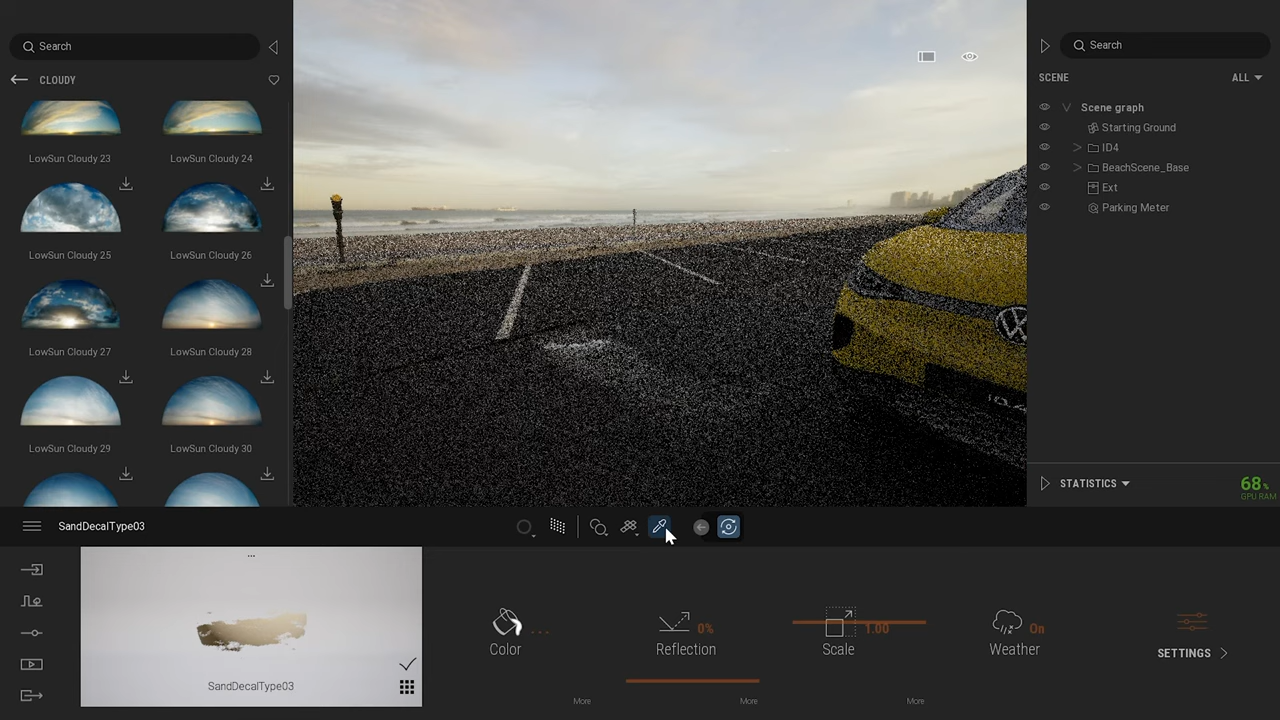 Search
CLOUDY
LowSun Cloudy 23
LowSun Cloudy 24
LowSun Cloudy 25
LowSun Cloudy 26
LowSun Cloudy 27
LowSun Cloudy 28
LowSun Cloudy 29
LowSun Cloudy 30
Search
SCENE
ALL
Scene graph
Starting Ground
ID4
BeachScene_Base
Ext
Parking Meter
STATISTICS
68%
GPU RAM
SandDecalType03
SandDecalType03
Color ...
Reflection 0%
Scale 1.00
Weather On
SETTINGS
More
More
More